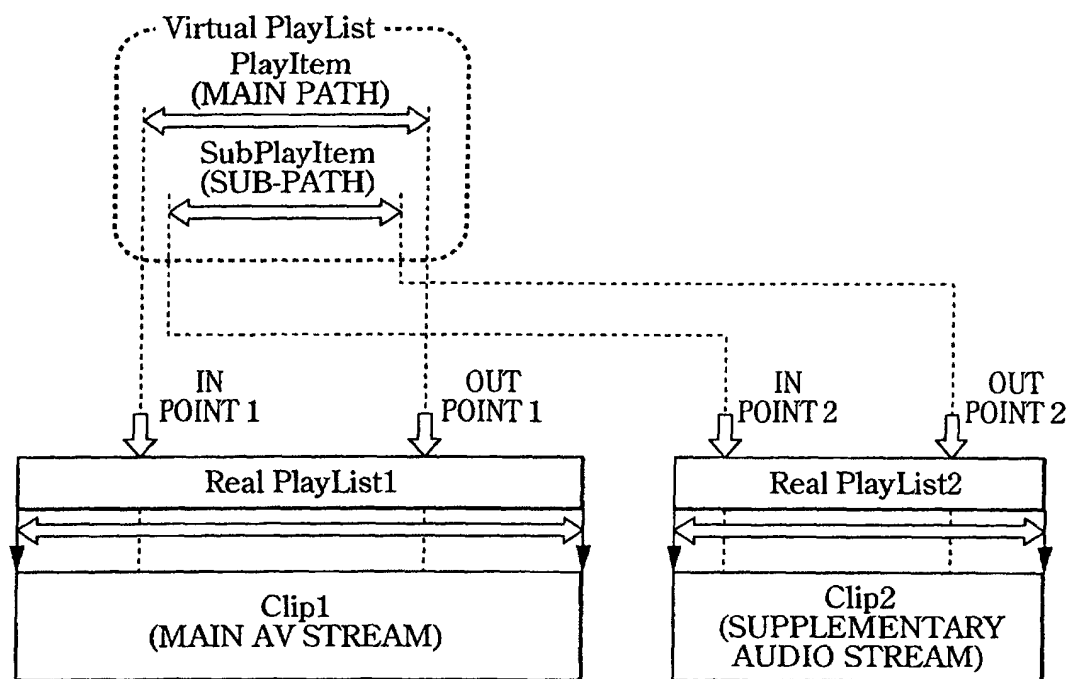 Virtual PlayList
PlayItem
(MAIN PATH)
SubPlayItem
(SUB-PATH)
IN
POINT 1
OUT
POINT 1
IN
POINT 2
OUT
POINT 2
Real PlayList1
Real PlayList2
Clip1
(MAIN AV STREAM)
Clip2
(SUPPLEMENTARY
AUDIO STREAM)